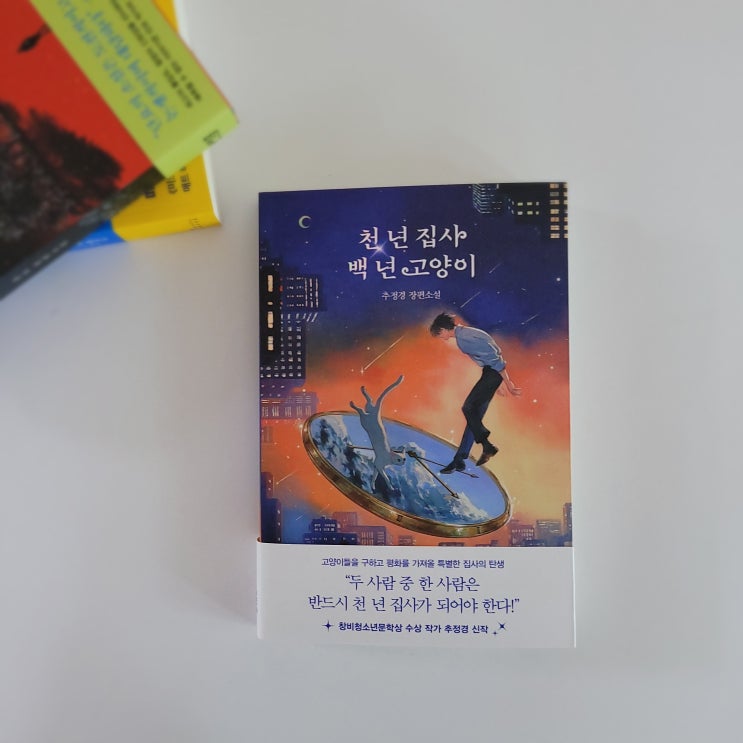 천 년 집사
백 년 고양이
추정경 장편소설
고양이들을 구하고 평화를 가져올 특별한 집사의 탄생
“두 사람 중 한 사람은
반드시 천 년 집사가 되어야 한다!”
창비청소년문학상 수상 작가 추정경 신작